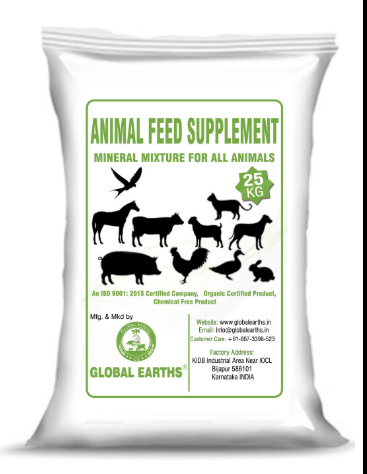 ANIMAL FEED SUPPLEMENT
MINERAL MIXTURE FOR ALL ANIMALS
25
KG
An ISO 9001: 2015 Certified Company, Organic Certified Product,
Chemical Free Product
Mfg. & Mkd by
GLOBAL EARTHS®
Website: www.globalearths.in
Email: Info@globalearths.in
Customer Care: +91-807-3396-523
Factory Address:
KIDB Industrial Area Near IOCL
Bijapur 586101
Karnataka INDIA